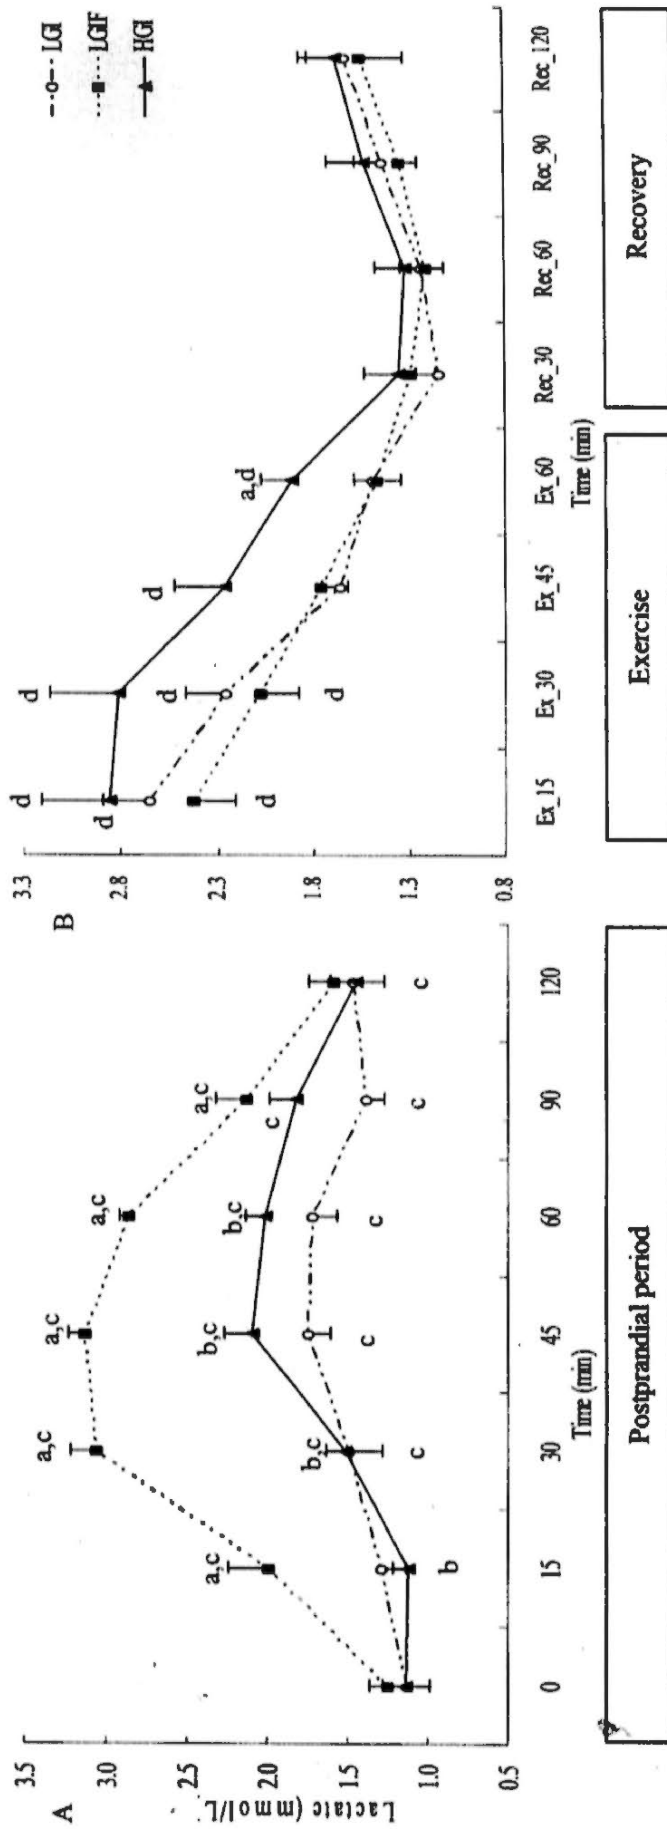 A
3.5
3.0
2.5
2.0
1.5
1.0
0.5
Lactate (mmol/L)
a,c
a,c
a,c
a,c
a,c
b,c
b,c
b,c
c
b
c
c
c
c
c
0 15 30 45 60 90 120
Time (min)
Postprandial period
B
3.3
2.8
2.3
1.8
1.3
0.8
d
d
d
d
d
d
d
a,d
LGI
LGIF
HGI
Ex_15 Ex_30 Ex_45 Ex_60 Rec_30 Rec_60 Rec_90 Rec_120
Time (min)
Exercise
Recovery